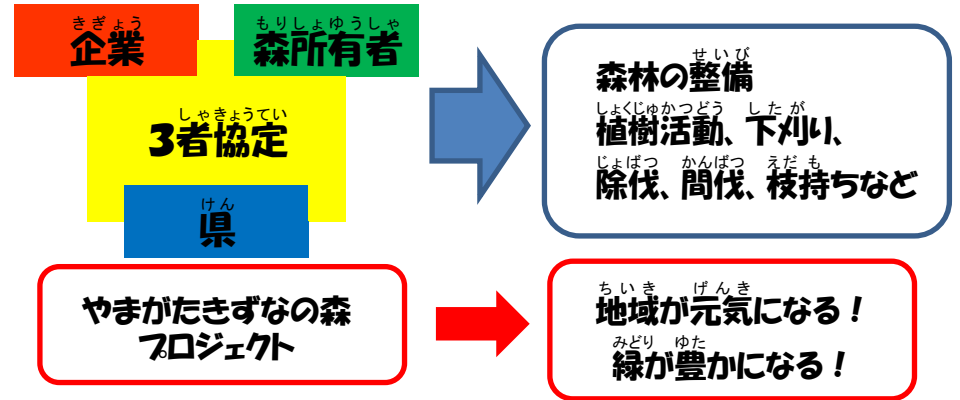 きぎょう
企業
もりしょゆうしゃ
森所有者
しゃきょうてい
3者協定
けん
県
せいび
森林の整備
しょくじゅかつどう したが
植樹活動、下刈り、
じょばつ かんばつ えだ も
除伐、間伐、枝持ちなど
やまがたきずなの森
プロジェクト
ちいき げんき
地域が元気になる！
みどり ゆた
緑が豊かになる！